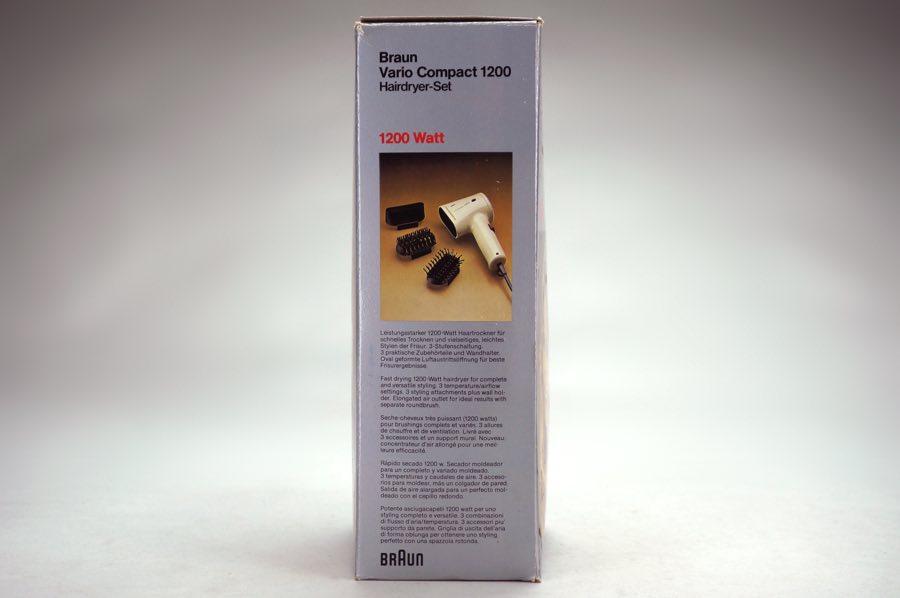 Braun
Vario Compact 1200
Hairdryer-Set
1200 Watt
Leistungsstarker 1200-Watt Haartrockner für
schnelles Trocknen und vielseitiges, leichtes
Stylen der Frisur. 3-Stufenschaltung.
3 praktische Zubehörteile und Wandhalter.
Oval geformte Luftaustrittsöffnung für beste
Frisurergebnisse.
Fast drying 1200-Watt hairdryer for complete
and versatile styling. 3 temperature/airflow
settings. 3 styling attachments plus wall hol-
der. Elongated air outlet for ideal results with
separate roundbrush.
Seche-cheveux très puissant (1200 watts)
pour brushings complets et variés. 3 allures
de chauffe et de ventilation. Livré avec
3 accessoires et un support mural. Nouveau:
concentrateur d'air allongé pour une meil-
leure efficcacité.
Rápido secado 1200 w. Secador moldeador
para un completo y variado moldeado.
3 temperaturas y caudales de aire. 3 acceso-
rios para moldear, más un colgador de pared.
Salida de aire alargada para un perfecto mol-
deado con el capillo redondo.
Potente asciugacapelli 1200 watt per uno
styling completo e versatile. 3 combinazioni
di flusso d'aria/temperatura. 3 accessori piu'
supporto da parete. Griglia di uscita dell'aria
di forma oblunga per ottenere uno styling
perfetto con una spazzola rotonda.
BRAUN